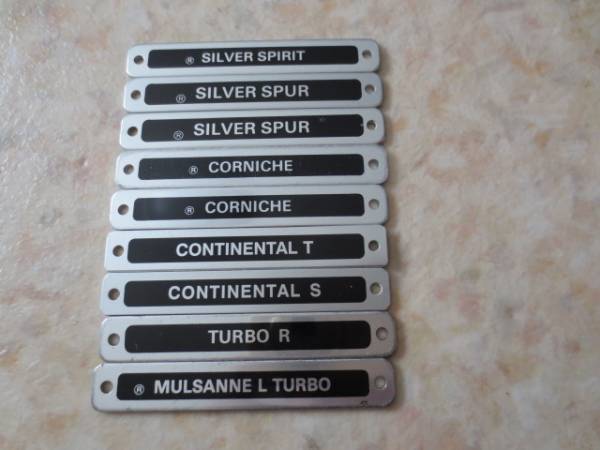 ® SILVER SPIRIT
® SILVER SPUR
® SILVER SPUR
® CORNICHE
® CORNICHE
CONTINENTAL T
CONTINENTAL S
TURBO R
® MULSANNE L TURBO